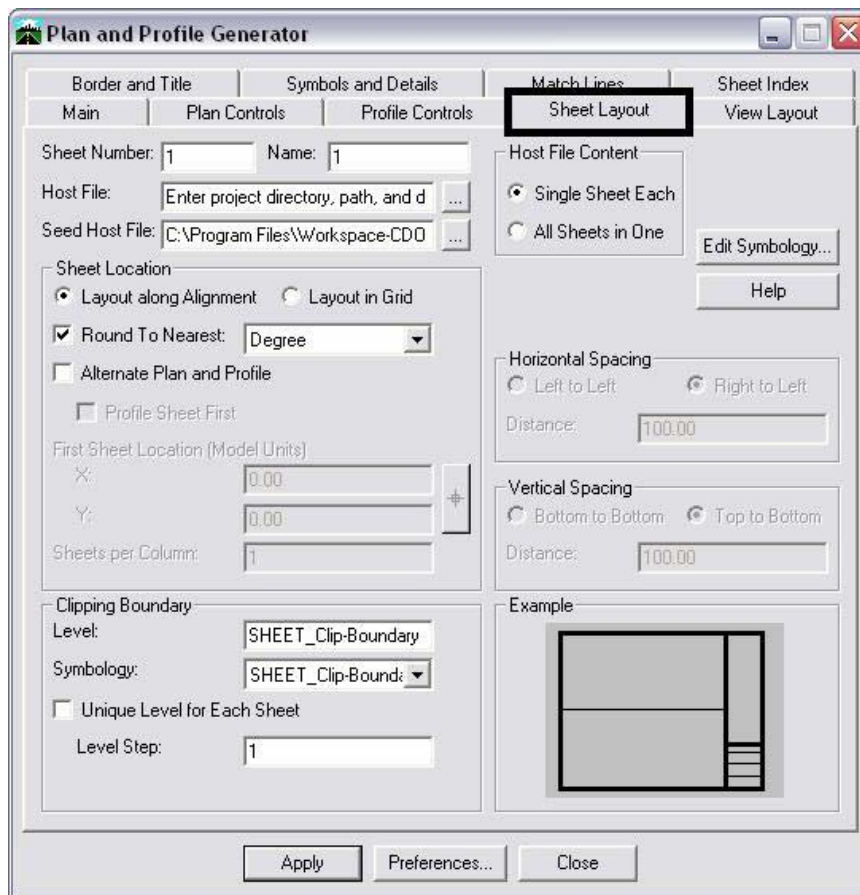 Plan and Profile Generator
Border and Title
Symbols and Details
Match Lines
Sheet Index
Main
Plan Controls
Profile Controls
Sheet Layout
View Layout
Sheet Number: 1 Name: 1
Host File: Enter project directory, path, and d ...
Seed Host File: C:\Program Files\Workspace-CDO ...
Host File Content
Single Sheet Each
All Sheets in One
Edit Symbology...
Help
Sheet Location
Layout along Alignment Layout in Grid
Round To Nearest: Degree
Alternate Plan and Profile
Profile Sheet First
First Sheet Location (Model Units)
X: 0.00
Y: 0.00
Sheets per Column: 1
Horizontal Spacing
Left to Left Right to Left
Distance: 100.00
Vertical Spacing
Bottom to Bottom Top to Bottom
Distance: 100.00
Clipping Boundary
Level: SHEET_Clip-Boundary
Symbology: SHEET_Clip-Bounda
Unique Level for Each Sheet
Level Step: 1
Example
Apply
Preferences...
Close